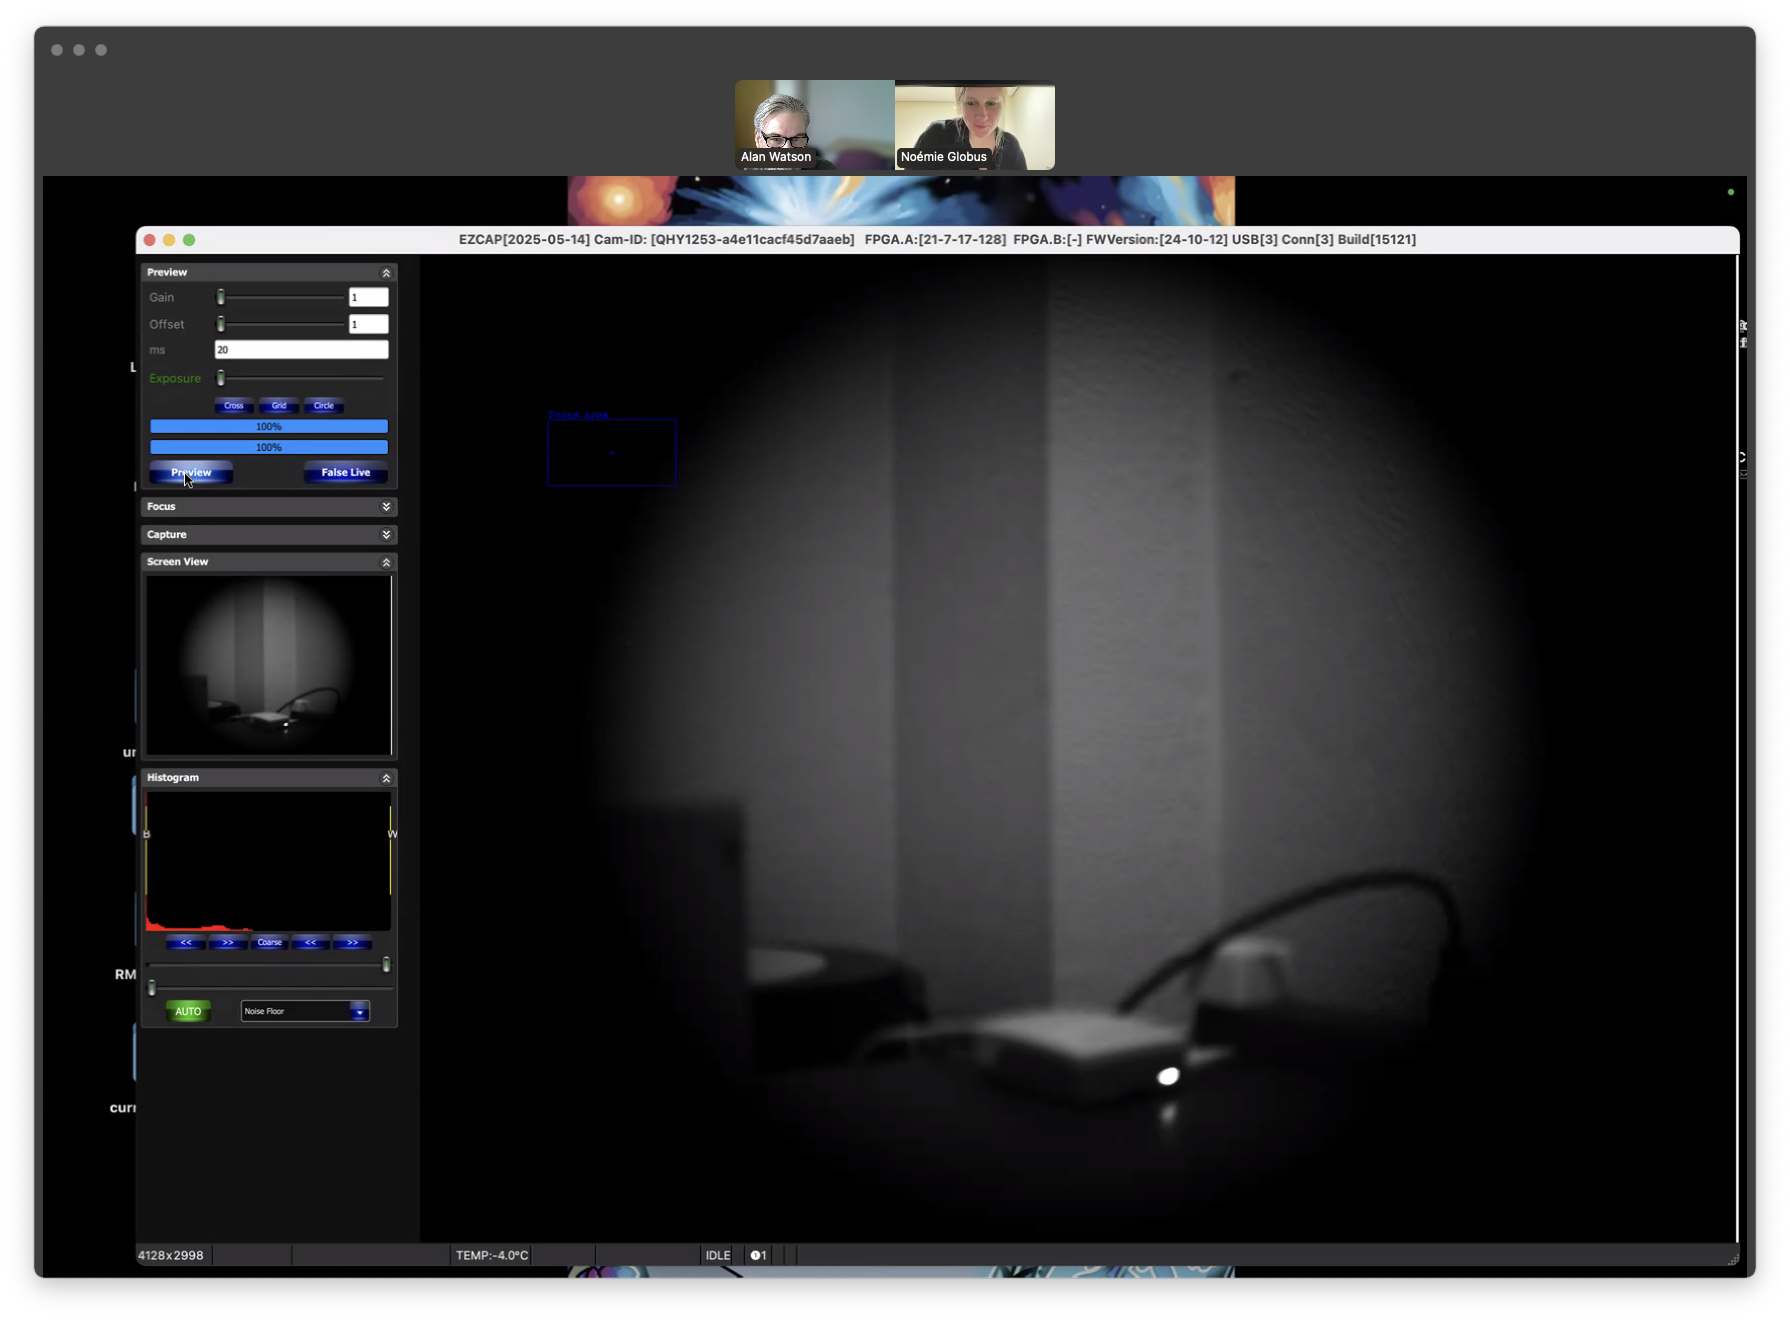 Alan Watson
Noémie Globus
EZCAP[2025-05-14] Cam-ID: [QHY1253-a4e11cacf45d7aaeb] FPGA.A:[21-7-17-128] FPGA.B:[-] FWVersion:[24-10-12] USB[3] Conn[3] Build[15121]
Preview
Gain
1
Offset
1
ms
20
Exposure
Cross Grid Circle
100%
100%
Preview False Live
Focus area
Focus
Capture
Screen View
Histogram
B W
<< >> Coarse << >>
AUTO Noise Floor
L
un
RM
curr
4128x2998 TEMP:-4.0°C IDLE 1